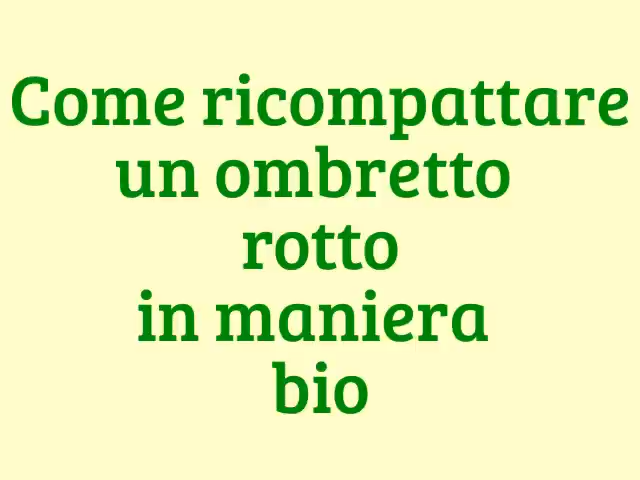 Come ricompattare
un ombretto
rotto
in maniera
bio